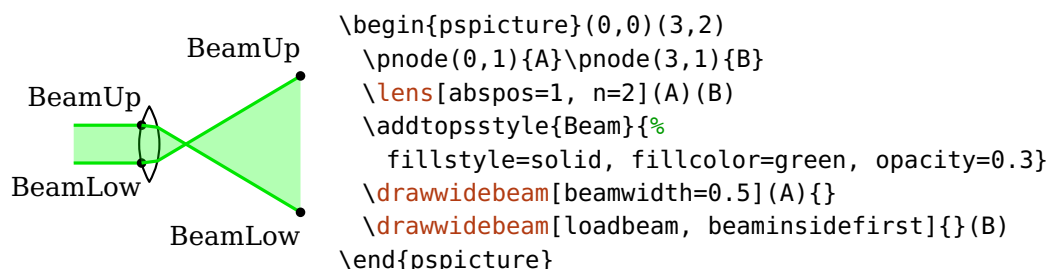 BeamUp
BeamUp
BeamLow
BeamLow
\begin{pspicture}(0,0)(3,2)
  \pnode(0,1){A}\pnode(3,1){B}
  \lens[abspos=1, n=2](A)(B)
  \addtopsstyle{Beam}{%
    fillstyle=solid, fillcolor=green, opacity=0.3}
  \drawwidebeam[beamwidth=0.5](A){}
  \drawwidebeam[loadbeam, beaminsidefirst]{}(B)
\end{pspicture}